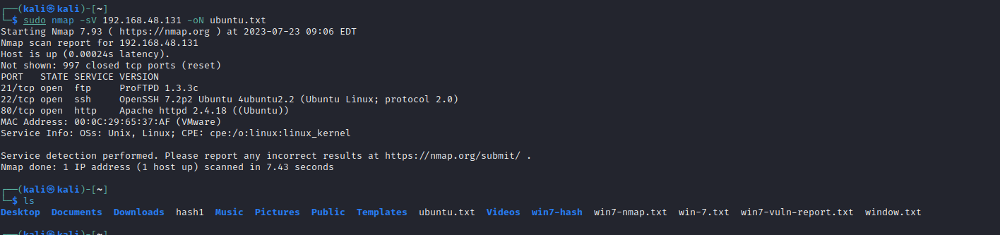 ┌──(kali㉿kali)-[~]
└─$ sudo nmap -sV 192.168.48.131 -oN ubuntu.txt
Starting Nmap 7.93 ( https://nmap.org ) at 2023-07-23 09:06 EDT
Nmap scan report for 192.168.48.131
Host is up (0.00024s latency).
Not shown: 997 closed tcp ports (reset)
PORT   STATE SERVICE VERSION
21/tcp open  ftp     ProFTPD 1.3.3c
22/tcp open  ssh     OpenSSH 7.2p2 Ubuntu 4ubuntu2.2 (Ubuntu Linux; protocol 2.0)
80/tcp open  http    Apache httpd 2.4.18 ((Ubuntu))
MAC Address: 00:0C:29:65:37:AF (VMware)
Service Info: OSs: Unix, Linux; CPE: cpe:/o:linux:linux_kernel
Service detection performed. Please report any incorrect results at https://nmap.org/submit/ .
Nmap done: 1 IP address (1 host up) scanned in 7.43 seconds
┌──(kali㉿kali)-[~]
└─$ ls
Desktop  Documents  Downloads  hash1  Music  Pictures  Public  Templates  ubuntu.txt  Videos  win7-hash  win7-nmap.txt  win-7.txt  win7-vuln-report.txt  window.txt
┌──(kali㉿kali)-[~]